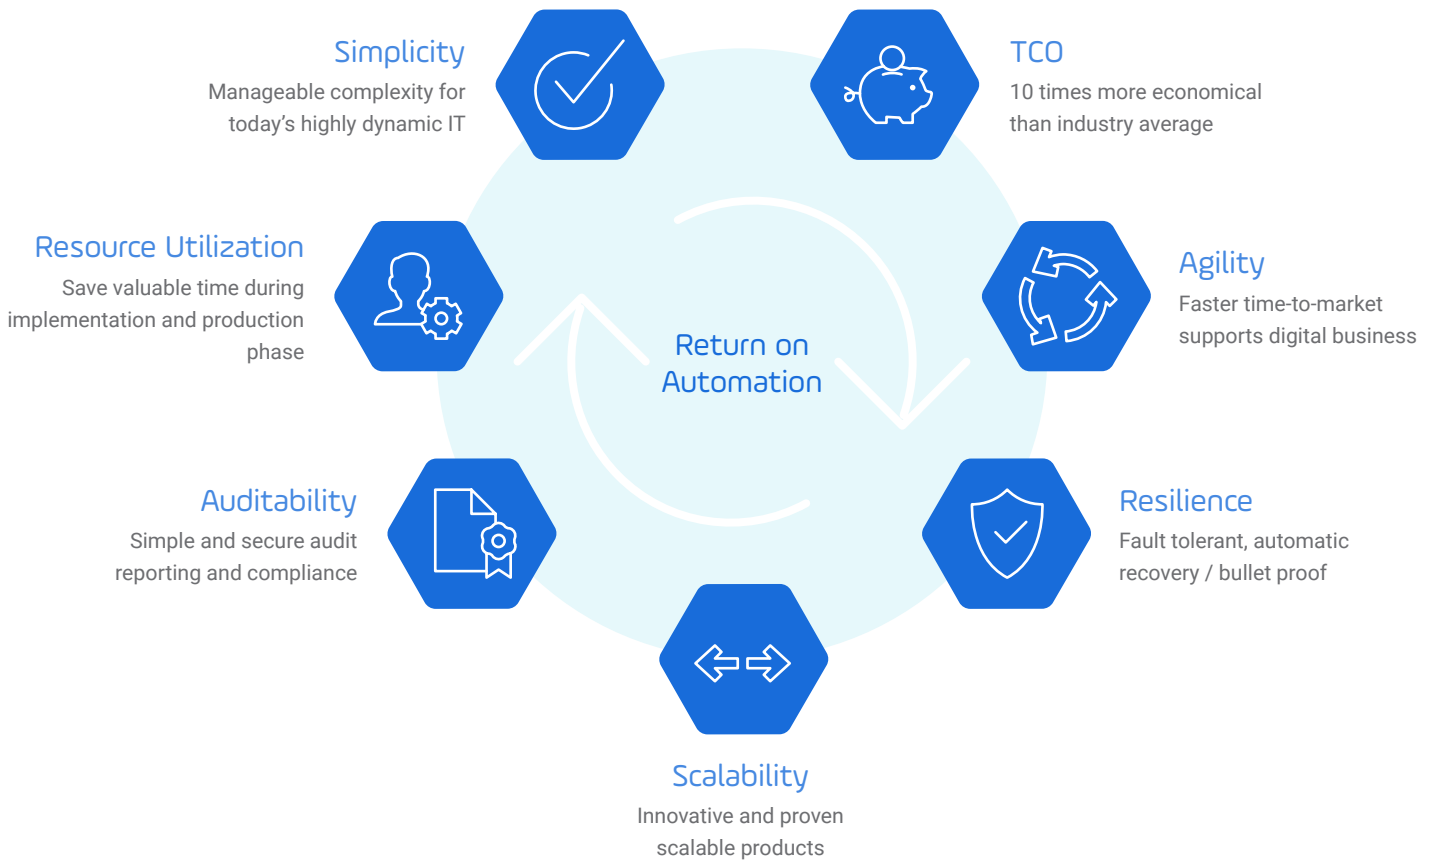 Simplicity
Manageable complexity for
today's highly dynamic IT
TCO
10 times more economical
than industry average
Resource Utilization
Save valuable time during
implementation and production
phase
Agility
Faster time-to-market
supports digital business
Return on
Automation
Auditability
Simple and secure audit
reporting and compliance
Resilience
Fault tolerant, automatic
recovery / bullet proof
Scalability
Innovative and proven
scalable products